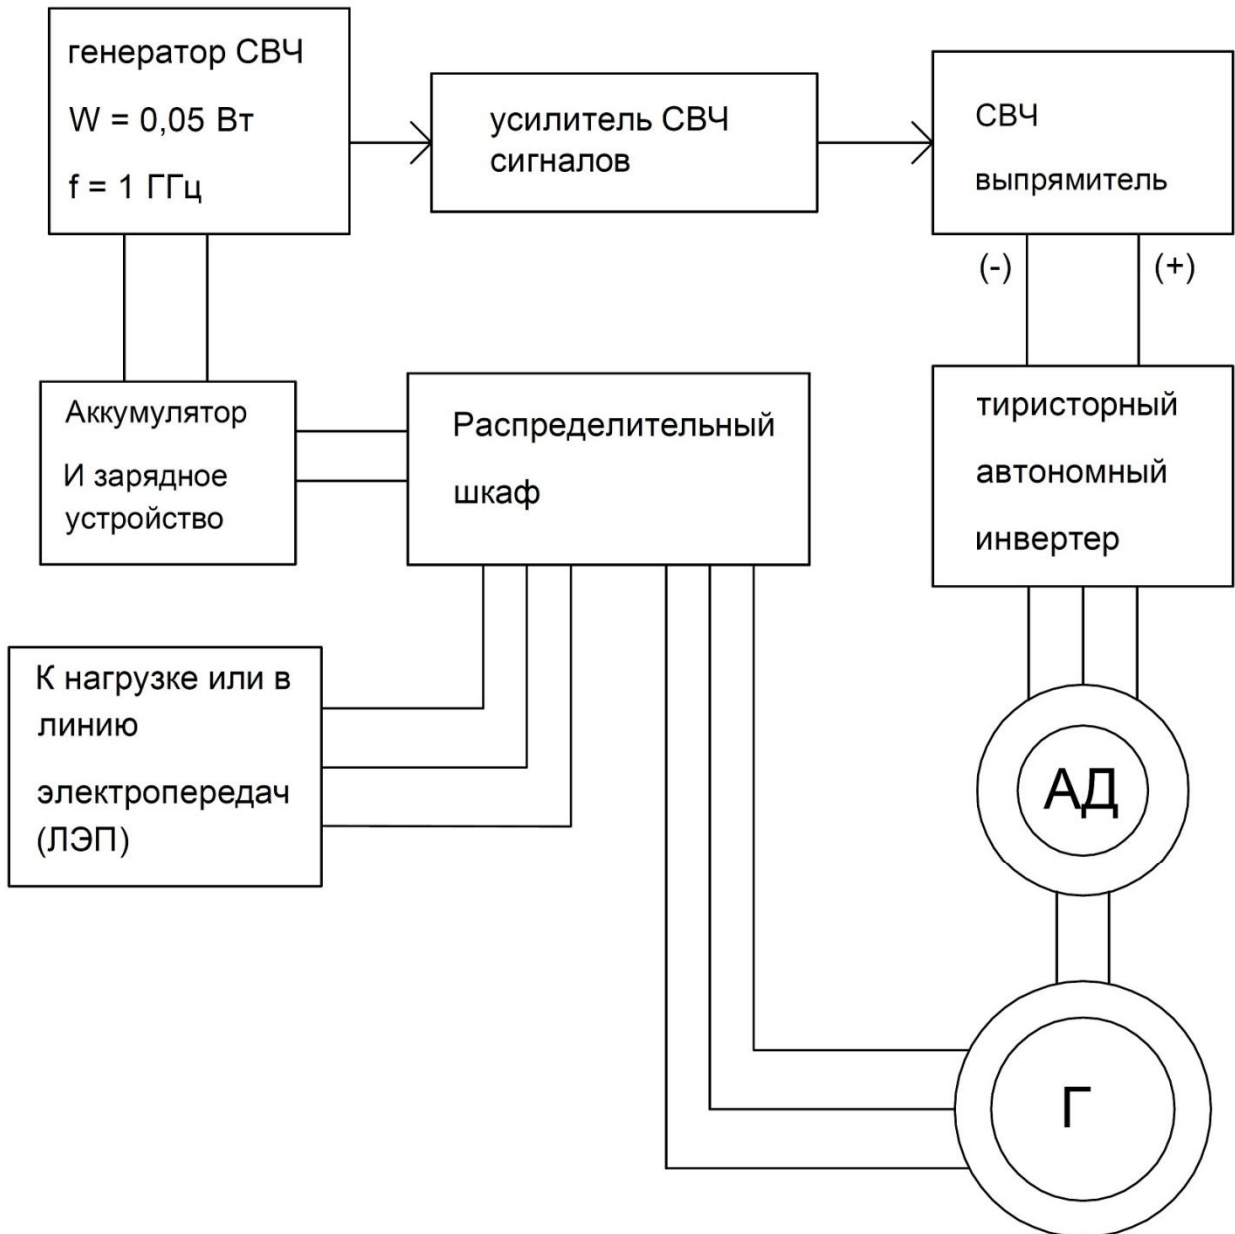 генератор СВЧ
W = 0,05 Вт
f = 1 ГГц
усилитель СВЧ
сигналов
СВЧ
выпрямитель
(-)
(+)
Аккумулятор
И зарядное
устройство
Распределительный
шкаф
тиристорный
автономный
инвертер
К нагрузке или в
линию
электропередач
(ЛЭП)
АД
Г